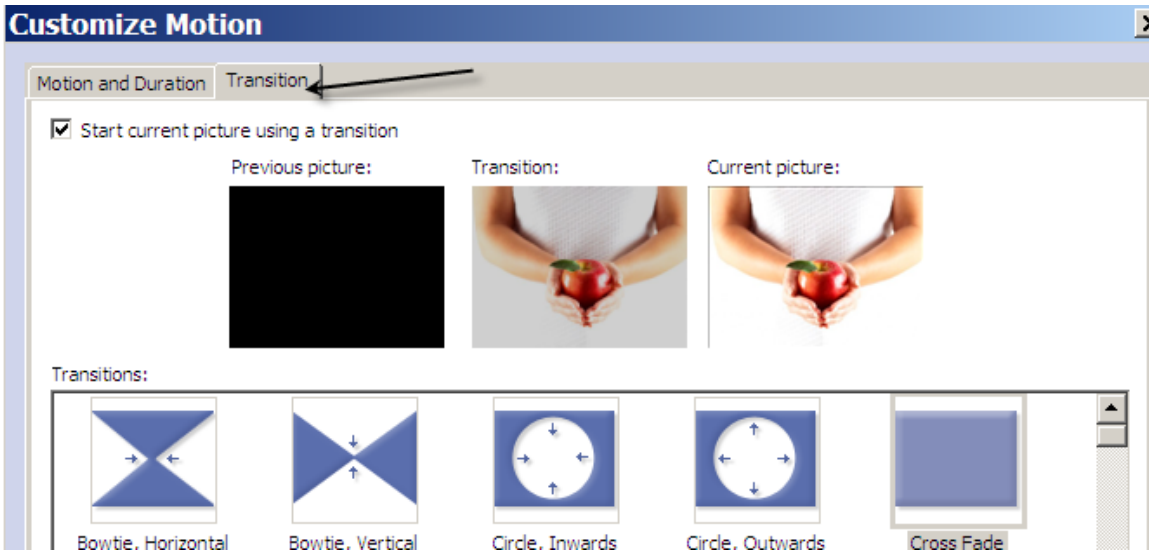 Customize Motion
Motion and Duration Transition
Start current picture using a transition
Previous picture: Transition: Current picture:
Transitions:
Bowtie, Horizontal Bowtie, Vertical Circle, Inwards Circle, Outwards Cross Fade